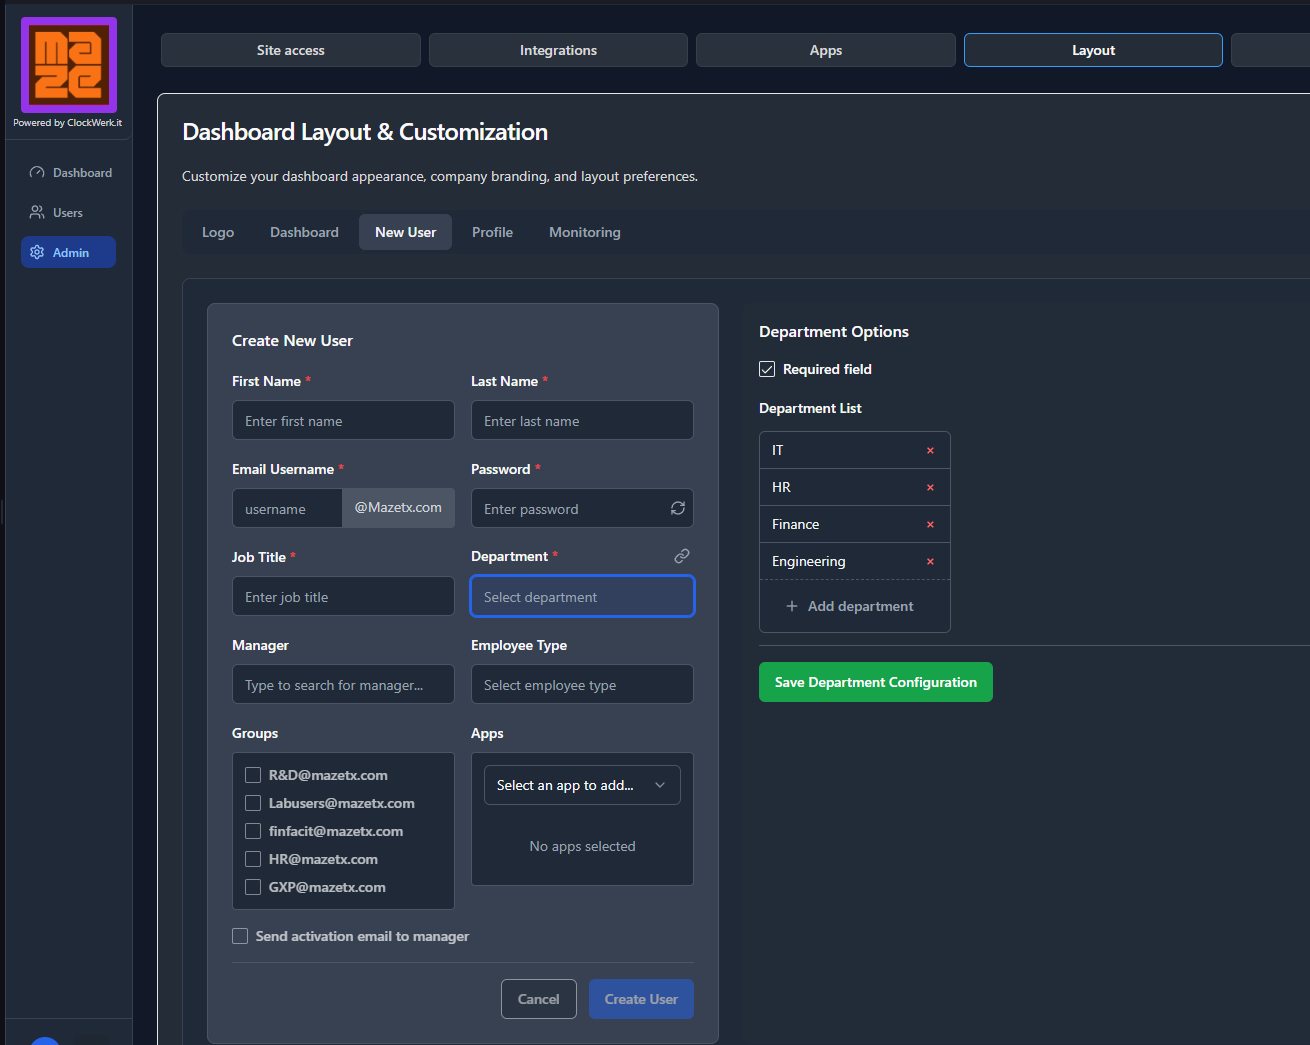 MAZE
Powered by ClockWerk.it
Dashboard
Users
Admin
Site access
Integrations
Apps
Layout
Dashboard Layout & Customization
Customize your dashboard appearance, company branding, and layout preferences.
Logo
Dashboard
New User
Profile
Monitoring
Create New User
First Name *
Last Name *
Enter first name
Enter last name
Email Username *
Password *
username
@Mazetx.com
Enter password
Job Title *
Department *
Enter job title
Select department
Manager
Employee Type
Type to search for manager...
Select employee type
Groups
Apps
R&D@mazetx.com
Labusers@mazetx.com
finfacit@mazetx.com
HR@mazetx.com
GXP@mazetx.com
Select an app to add...
No apps selected
Send activation email to manager
Cancel
Create User
Department Options
Required field
Department List
IT ×
HR ×
Finance ×
Engineering ×
+ Add department
Save Department Configuration